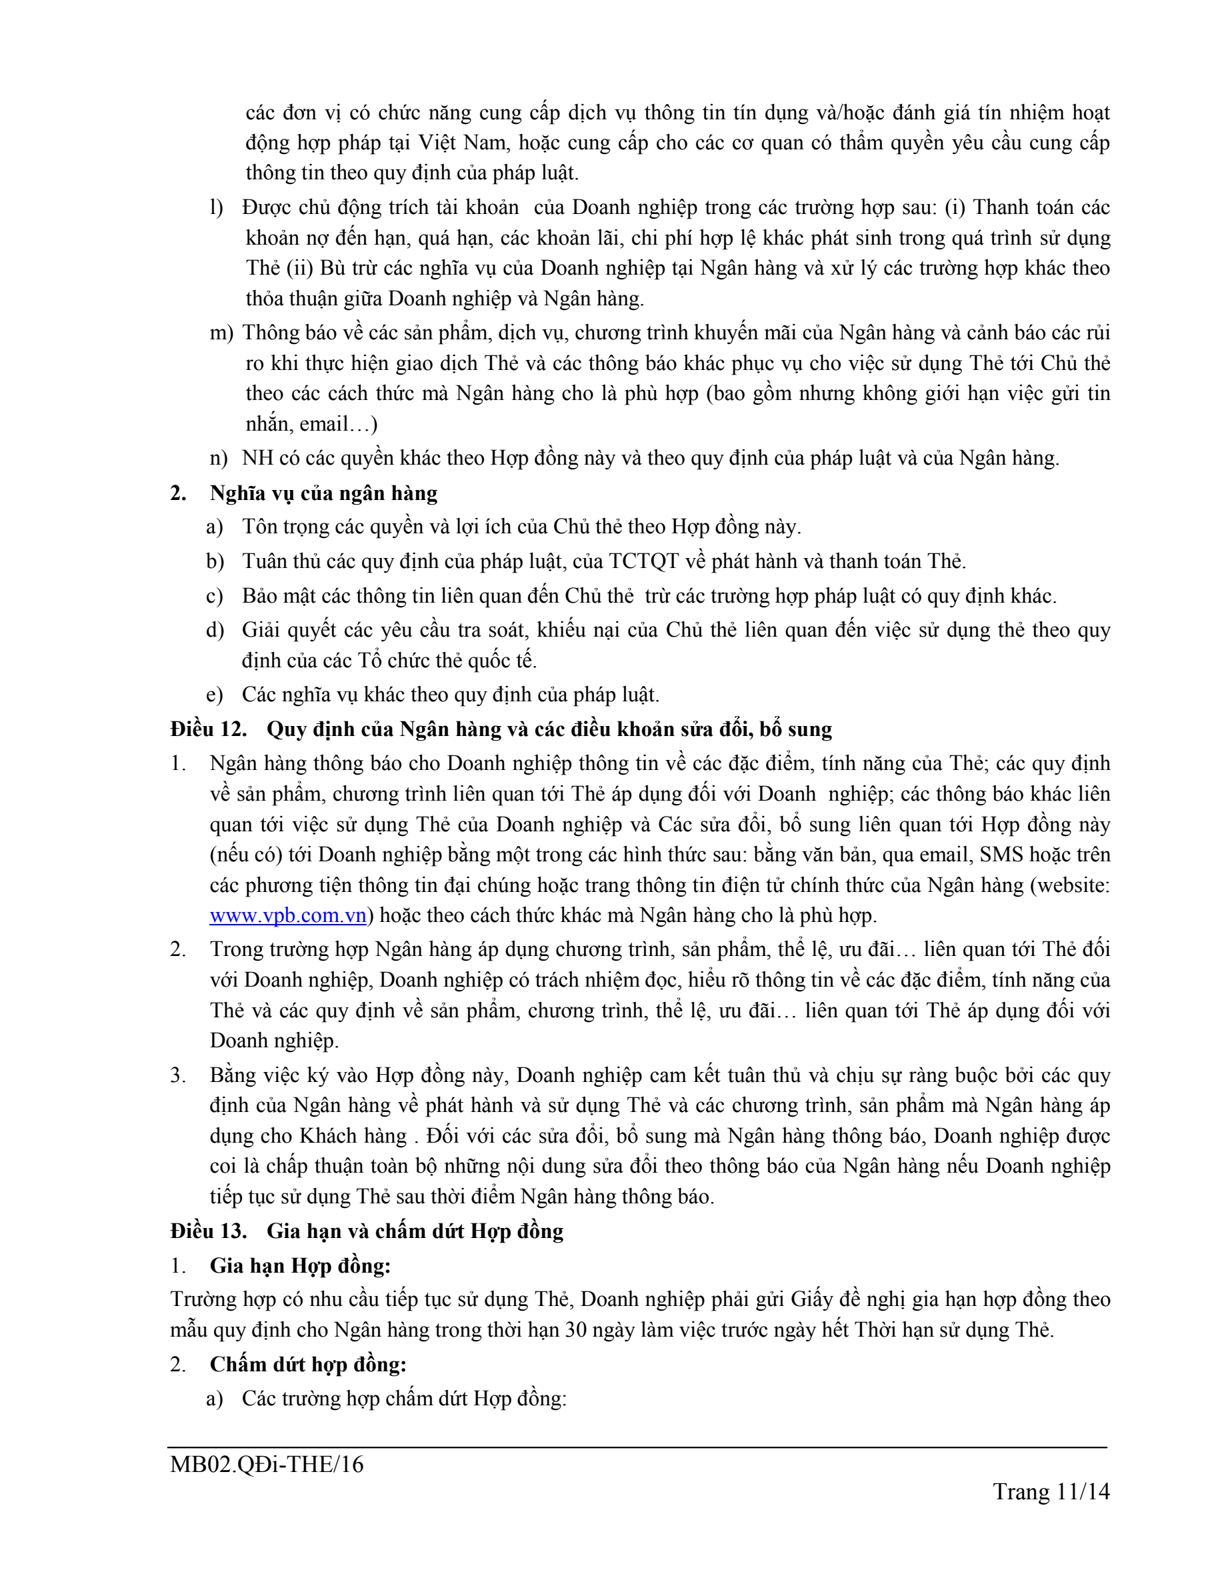 các đơn vị có chức năng cung cấp dịch vụ thông tin tín dụng và/hoặc đánh giá tín nhiệm hoạt
động hợp pháp tại Việt Nam, hoặc cung cấp cho các cơ quan có thẩm quyền yêu cầu cung cấp
thông tin theo quy định của pháp luật.
l) Được chủ động trích tài khoản của Doanh nghiệp trong các trường hợp sau: (i) Thanh toán các
khoản nợ đến hạn, quá hạn, các khoản lãi, chi phí hợp lệ khác phát sinh trong quá trình sử dụng
Thẻ (ii) Bù trừ các nghĩa vụ của Doanh nghiệp tại Ngân hàng và xử lý các trường hợp khác theo
thỏa thuận giữa Doanh nghiệp và Ngân hàng.
m) Thông báo về các sản phẩm, dịch vụ, chương trình khuyến mãi của Ngân hàng và cảnh báo các rủi
ro khi thực hiện giao dịch Thẻ và các thông báo khác phục vụ cho việc sử dụng Thẻ tới Chủ thẻ
theo các cách thức mà Ngân hàng cho là phù hợp (bao gồm nhưng không giới hạn việc gửi tin
nhắn, email…)
n) NH có các quyền khác theo Hợp đồng này và theo quy định của pháp luật và của Ngân hàng.
2. Nghĩa vụ của ngân hàng
a) Tôn trọng các quyền và lợi ích của Chủ thẻ theo Hợp đồng này.
b) Tuân thủ các quy định của pháp luật, của TCTQT về phát hành và thanh toán Thẻ.
c) Bảo mật các thông tin liên quan đến Chủ thẻ trừ các trường hợp pháp luật có quy định khác.
d) Giải quyết các yêu cầu tra soát, khiếu nại của Chủ thẻ liên quan đến việc sử dụng thẻ theo quy
định của các Tổ chức thẻ quốc tế.
e) Các nghĩa vụ khác theo quy định của pháp luật.
Điều 12. Quy định của Ngân hàng và các điều khoản sửa đổi, bổ sung
1. Ngân hàng thông báo cho Doanh nghiệp thông tin về các đặc điểm, tính năng của Thẻ; các quy định
về sản phẩm, chương trình liên quan tới Thẻ áp dụng đối với Doanh nghiệp; các thông báo khác liên
quan tới việc sử dụng Thẻ của Doanh nghiệp và Các sửa đổi, bổ sung liên quan tới Hợp đồng này
(nếu có) tới Doanh nghiệp bằng một trong các hình thức sau: bằng văn bản, qua email, SMS hoặc trên
các phương tiện thông tin đại chúng hoặc trang thông tin điện tử chính thức của Ngân hàng (website:
www.vpb.com.vn) hoặc theo cách thức khác mà Ngân hàng cho là phù hợp.
2. Trong trường hợp Ngân hàng áp dụng chương trình, sản phẩm, thể lệ, ưu đãi… liên quan tới Thẻ đối
với Doanh nghiệp, Doanh nghiệp có trách nhiệm đọc, hiểu rõ thông tin về các đặc điểm, tính năng của
Thẻ và các quy định về sản phẩm, chương trình, thể lệ, ưu đãi… liên quan tới Thẻ áp dụng đối với
Doanh nghiệp.
3. Bằng việc ký vào Hợp đồng này, Doanh nghiệp cam kết tuân thủ và chịu sự ràng buộc bởi các quy
định của Ngân hàng về phát hành và sử dụng Thẻ và các chương trình, sản phẩm mà Ngân hàng áp
dụng cho Khách hàng . Đối với các sửa đổi, bổ sung mà Ngân hàng thông báo, Doanh nghiệp được
coi là chấp thuận toàn bộ những nội dung sửa đổi theo thông báo của Ngân hàng nếu Doanh nghiệp
tiếp tục sử dụng Thẻ sau thời điểm Ngân hàng thông báo.
Điều 13. Gia hạn và chấm dứt Hợp đồng
1. Gia hạn Hợp đồng:
Trường hợp có nhu cầu tiếp tục sử dụng Thẻ, Doanh nghiệp phải gửi Giấy đề nghị gia hạn hợp đồng theo
mẫu quy định cho Ngân hàng trong thời hạn 30 ngày làm việc trước ngày hết Thời hạn sử dụng Thẻ.
2. Chấm dứt hợp đồng:
a) Các trường hợp chấm dứt Hợp đồng:
MB02.QĐi-THE/16
Trang 11/14